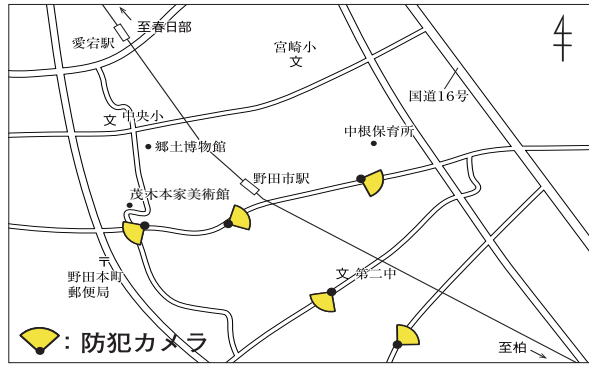 至春日部
愛宕駅
宮崎小
文
国道16号
文 中央小
中根保育所
郷土博物館
野田市駅
茂木本家美術館
〒
野田本町
郵便局
文 第二中
：防犯カメラ
至柏